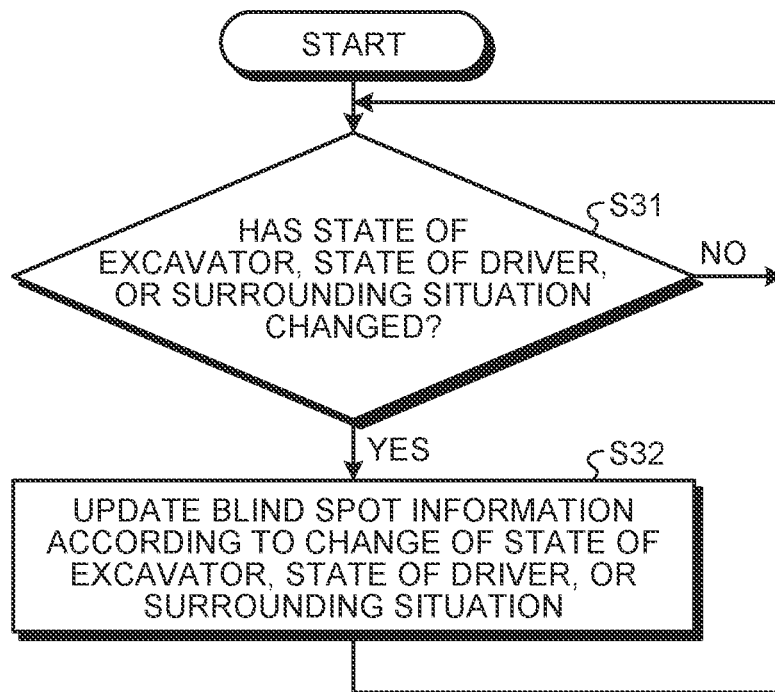 START
S31
HAS STATE OF
EXCAVATOR, STATE OF DRIVER,
OR SURROUNDING SITUATION
CHANGED?
NO
YES
S32
UPDATE BLIND SPOT INFORMATION
ACCORDING TO CHANGE OF STATE OF
EXCAVATOR, STATE OF DRIVER, OR
SURROUNDING SITUATION